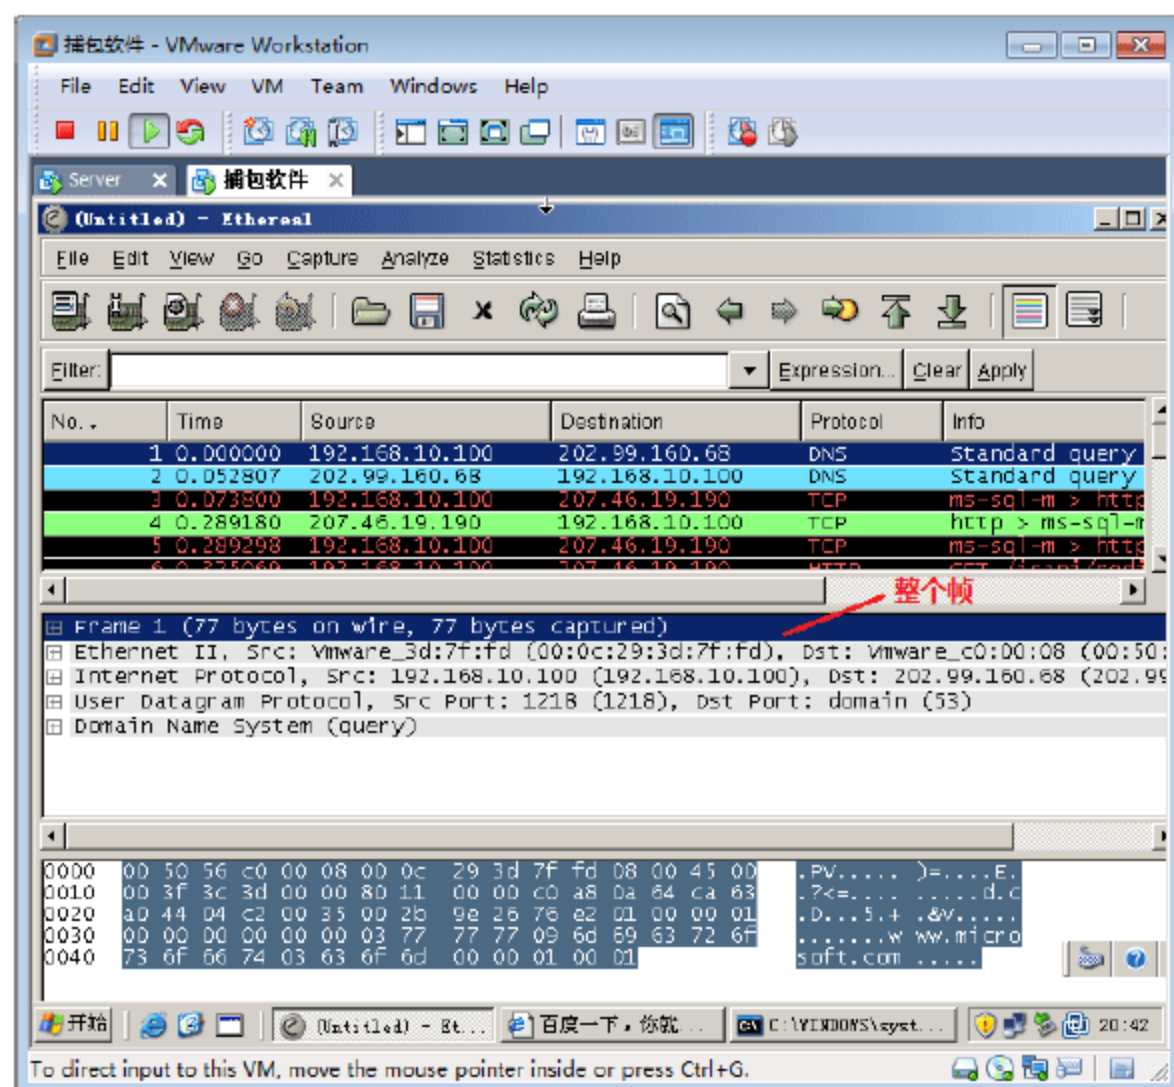 捕包软件 - VMware Workstation
File Edit View VM Team Windows Help
Server 捕包软件
(Untitled) - Ethereal
File Edit View Go Capture Analyze Statistics Help
Filter: Expression... Clear Apply
No. . Time Source Destination Protocol Info
1 0.000000 192.168.10.100 202.99.160.68 DNS Standard query
2 0.052807 202.99.160.68 192.168.10.100 DNS Standard query
3 0.073800 192.168.10.100 207.46.19.190 TCP ms-sql-m > http
4 0.289180 207.46.19.190 192.168.10.100 TCP http > ms-sql-m
5 0.289298 192.168.10.100 207.46.19.190 TCP ms-sql-m > http
192.168.10.100 207.46.19.190 HTTP GET
整个帧
Frame 1 (77 bytes on wire, 77 bytes captured)
Ethernet II, Src: Vmware_3d:7f:fd (00:0c:29:3d:7f:fd), Dst: Vmware_c0:00:08 (00:50:
Internet Protocol, Src: 192.168.10.100 (192.168.10.100), Dst: 202.99.160.68 (202.99
User Datagram Protocol, Src Port: 1218 (1218), Dst Port: domain (53)
Domain Name System (query)
0000 00 50 56 c0 00 08 00 0c 29 3d 7f fd 08 00 45 00 .PV..... )=....E.
0010 00 3f 3c 3d 00 00 80 11 00 00 c0 a8 0a 64 ca 63 .?<=.... .....d.c
0020 a0 44 04 c2 00 35 00 2b 9e 26 76 e2 01 00 00 01 .D...5.+ .&v.....
0030 00 00 00 00 00 00 03 77 77 77 09 6d 69 63 72 6f .......w ww.micro
0040 73 6f 66 74 03 63 6f 6d 00 00 01 00 01 soft.com .....
开始 (Untitled) - Et... 百度一下，你就... C:\WINDOWS\syst... 20:42
To direct input to this VM, move the mouse pointer inside or press Ctrl+G.